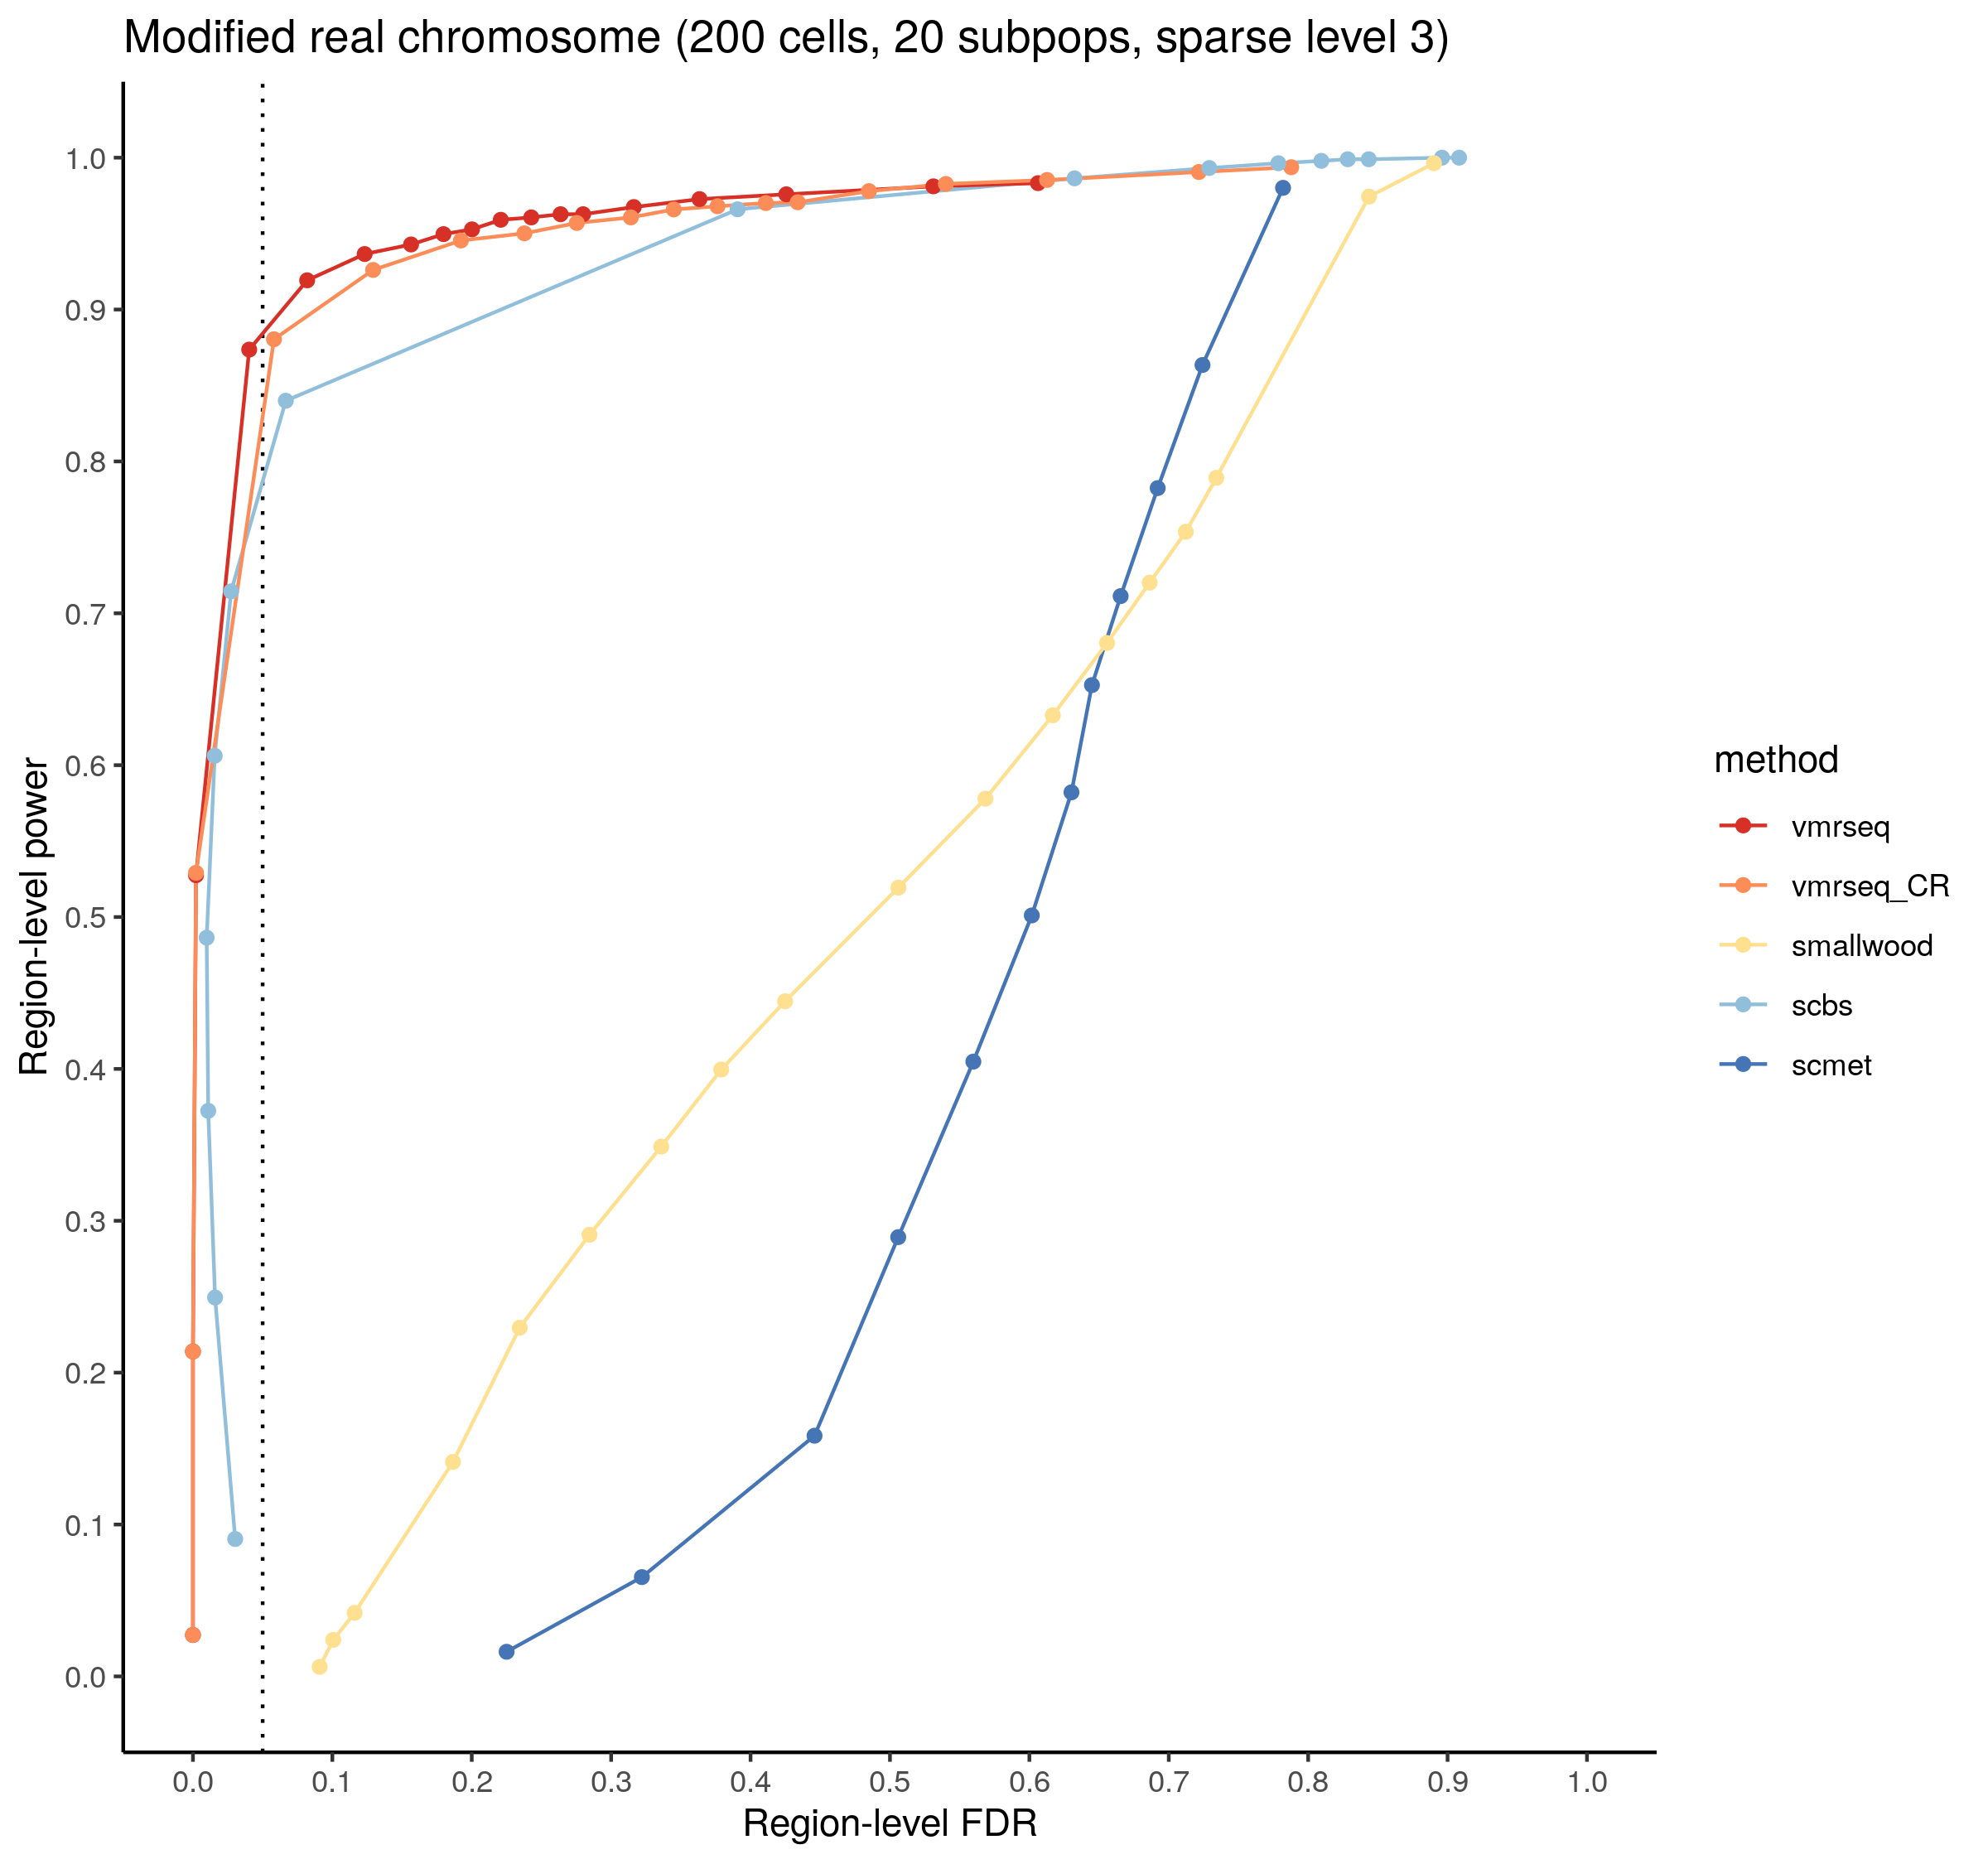 Modified real chromosome (200 cells, 20 subpops, sparse level 3)
Region-level power
1.0
0.9
0.8
0.7
0.6
0.5
0.4
0.3
0.2
0.1
0.0
0.0 0.1 0.2 0.3 0.4 0.5 0.6 0.7 0.8 0.9 1.0
Region-level FDR
method
vmrseq
vmrseq_CR
smallwood
scbs
scmet